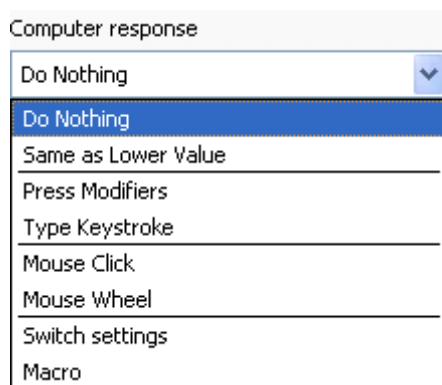 Computer response
Do Nothing
Do Nothing
Same as Lower Value
Press Modifiers
Type Keystroke
Mouse Click
Mouse Wheel
Switch settings
Macro